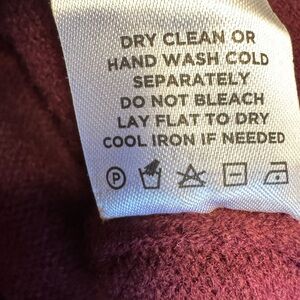 DRY CLEAN OR
HAND WASH COLD
SEPARATELY
DO NOT BLEACH
LAY FLAT TO DRY
COOL IRON IF NEEDED
P